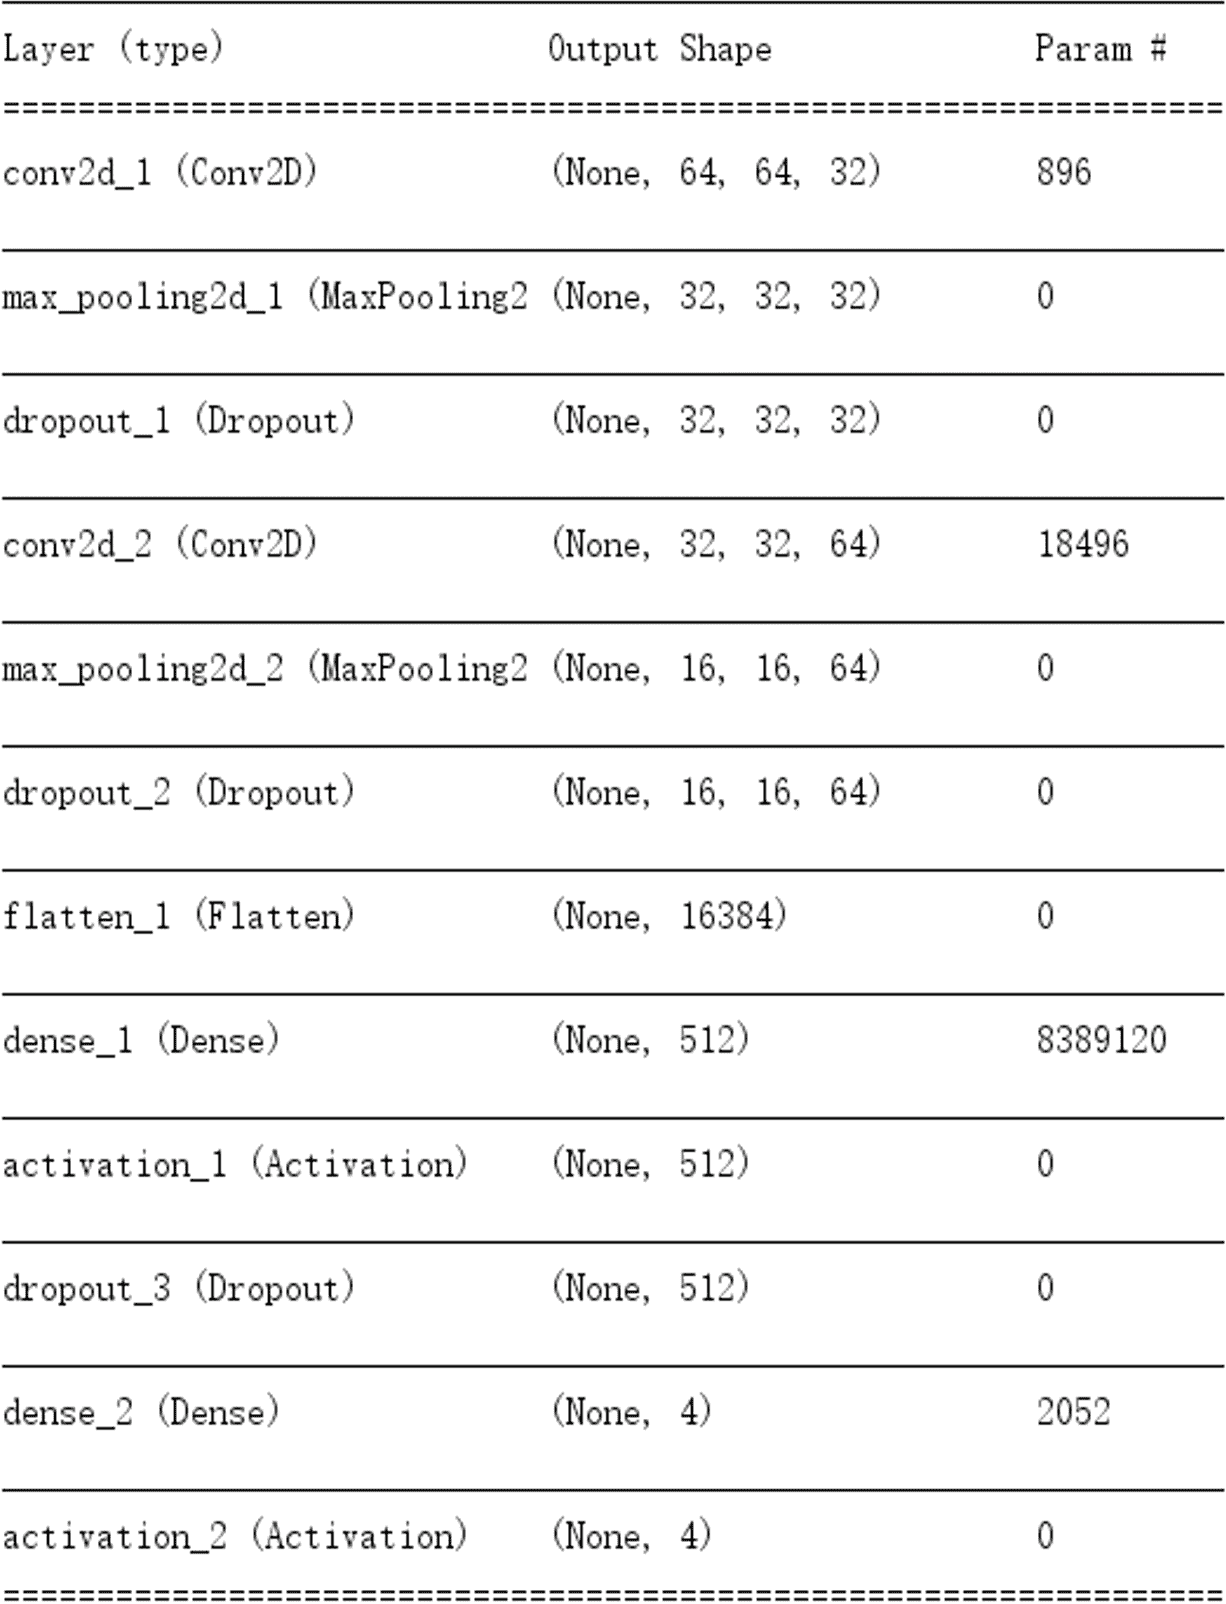 Layer (type) Output Shape Param #
=================================================================
conv2d_1 (Conv2D) (None, 64, 64, 32) 896
max_pooling2d_1 (MaxPooling2 (None, 32, 32, 32) 0
dropout_1 (Dropout) (None, 32, 32, 32) 0
conv2d_2 (Conv2D) (None, 32, 32, 64) 18496
max_pooling2d_2 (MaxPooling2 (None, 16, 16, 64) 0
dropout_2 (Dropout) (None, 16, 16, 64) 0
flatten_1 (Flatten) (None, 16384) 0
dense_1 (Dense) (None, 512) 8389120
activation_1 (Activation) (None, 512) 0
dropout_3 (Dropout) (None, 512) 0
dense_2 (Dense) (None, 4) 2052
activation_2 (Activation) (None, 4) 0
=================================================================